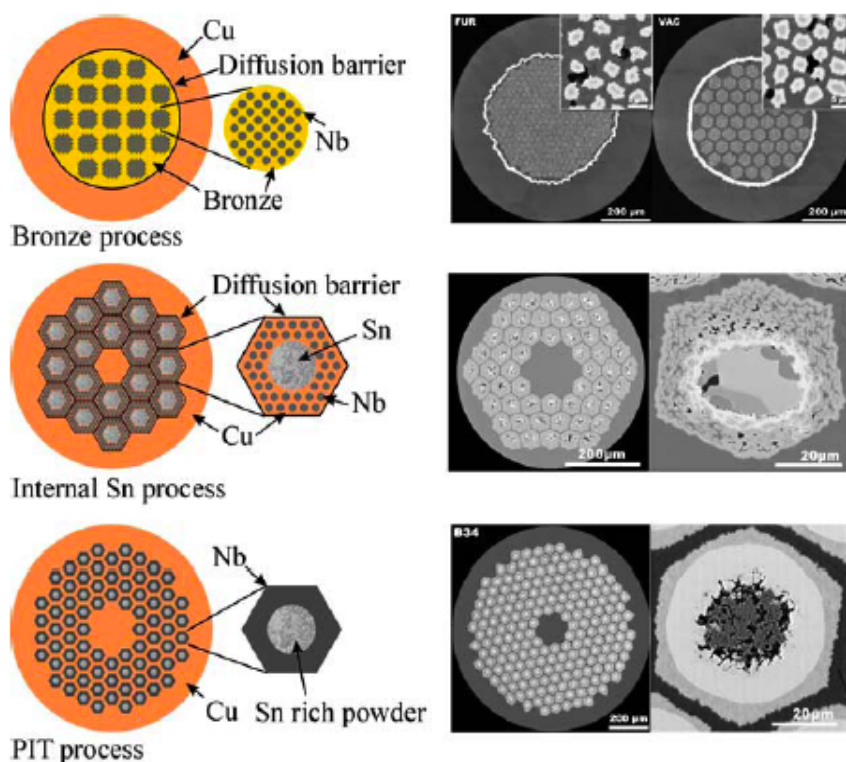 Cu
Diffusion barrier
Nb
Bronze
Bronze process
FUR
200 µm
VAC
200 µm
Diffusion barrier
Sn
Nb
Cu
Internal Sn process
200µm
20µm
Nb
Cu
Sn rich powder
PIT process
B34
200 µm
20µm